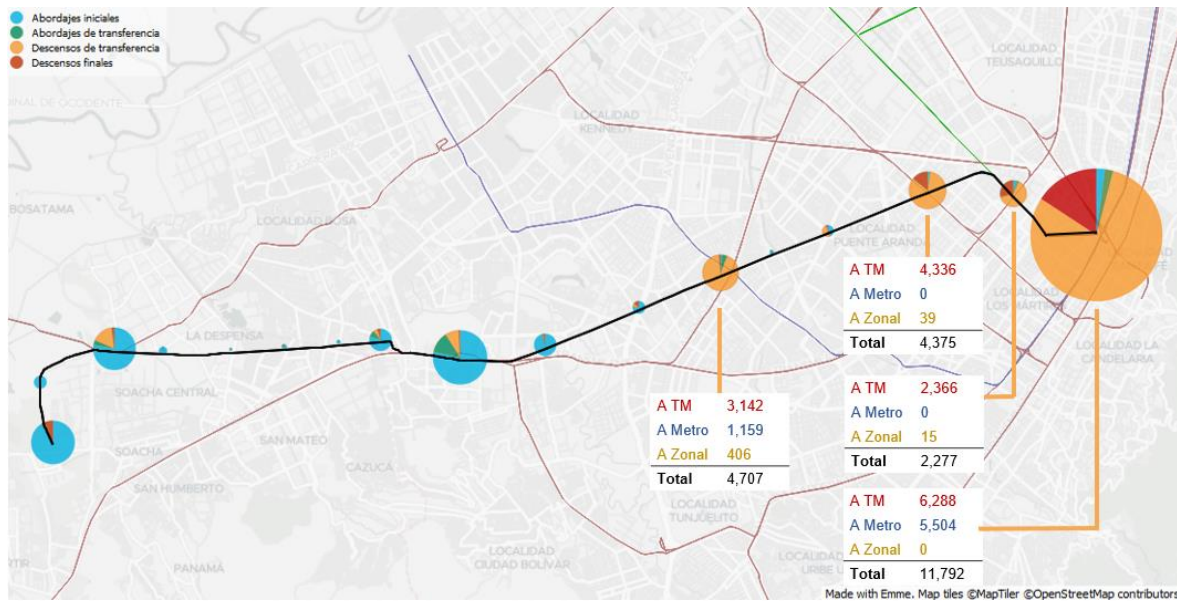 Abordajes iniciales
Abordajes de transferencia
Descensos de transferencia
Descensos finales
LOCALIDAD
TEUSAQUILLO
LOCALIDAD
KENNEDY
BOSATAMA
LOCALIDAD BOSA
LOCALIDAD
PUENTE ARANDA
A TM 4,336
A Metro 0
A Zonal 39
Total 4,375
LOCALIDAD
LOS MÁRTIRES
LOCALIDAD LA
CANDELARIA
LA DESPENSA
SOACHA CENTRAL
SOACHA
SAN MATEO
CAZUCÁ
SAN HUMBERTO
PANAMÁ
A TM 3,142
A Metro 1,159
A Zonal 406
Total 4,707
A TM 2,366
A Metro 0
A Zonal 15
Total 2,277
LOCALIDAD
TUNJUELITO
LOCALIDAD
CIUDAD BOLÍVAR
A TM 6,288
A Metro 5,504
A Zonal 0
Total 11,792
LOCALIDAD
Made with Emme. Map tiles ©MapTiler ©OpenStreetMap contributors